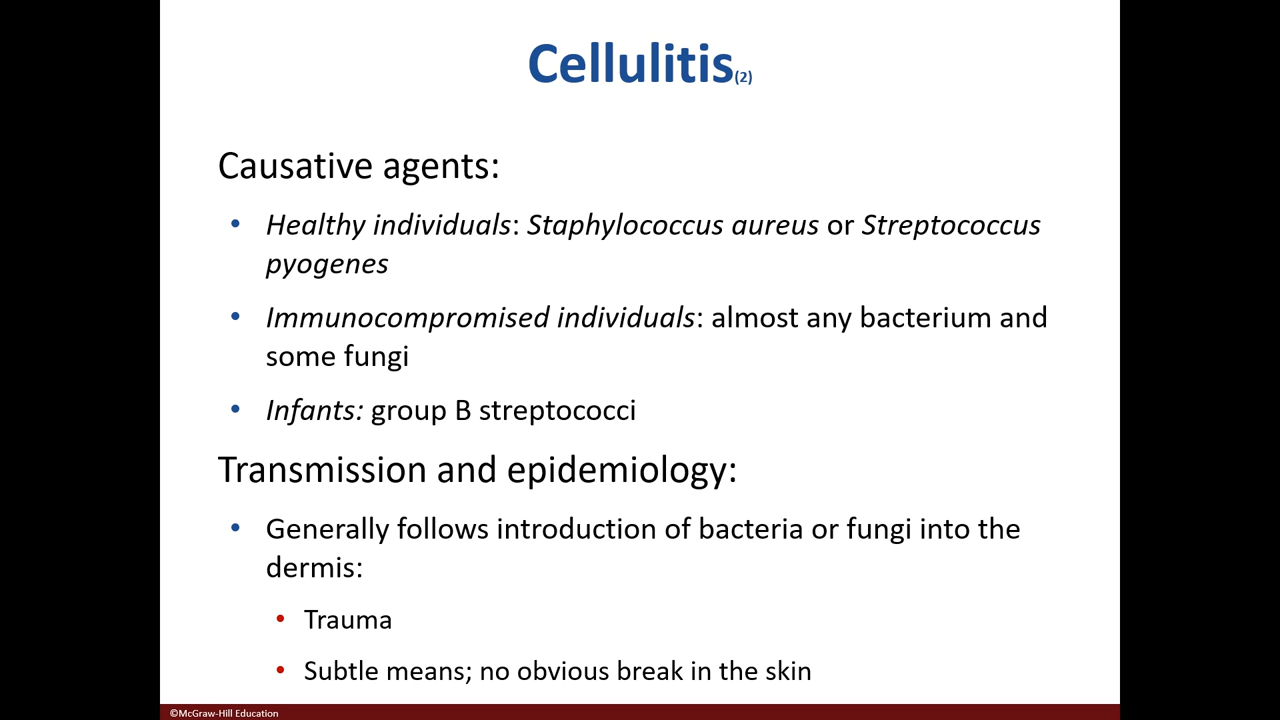 Cellulitis(2)
Causative agents:
• Healthy individuals: Staphylococcus aureus or Streptococcus
pyogenes
• Immunocompromised individuals: almost any bacterium and
some fungi
• Infants: group B streptococci
Transmission and epidemiology:
• Generally follows introduction of bacteria or fungi into the
dermis:
• Trauma
• Subtle means; no obvious break in the skin
©McGraw-Hill Education